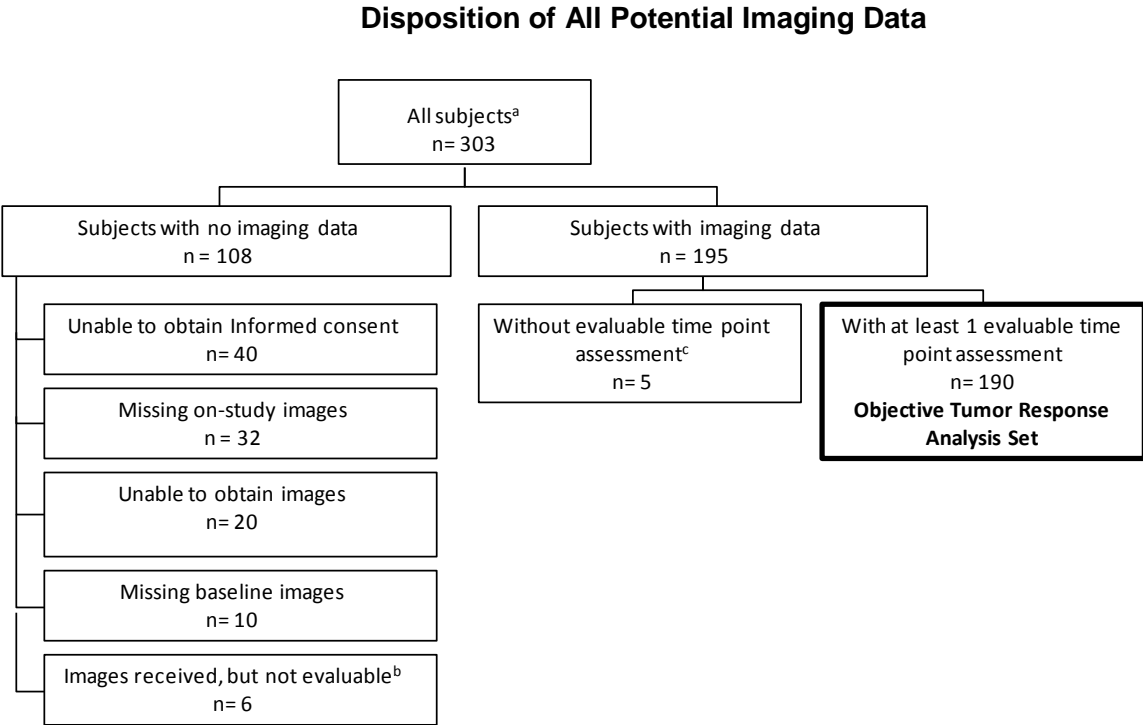 Disposition of All Potential Imaging Data
All subjectsᵃ
n= 303
Subjects with no imaging data
n = 108
Subjects with imaging data
n = 195
Unable to obtain Informed consent
n= 40
Missing on-study images
n = 32
Unable to obtain images
n= 20
Missing baseline images
n= 10
Images received, but not evaluableᵇ
n= 6
Without evaluable time point
assessmentᶜ
n= 5
With at least 1 evaluable time
point assessment
n= 190
Objective Tumor Response
Analysis Set